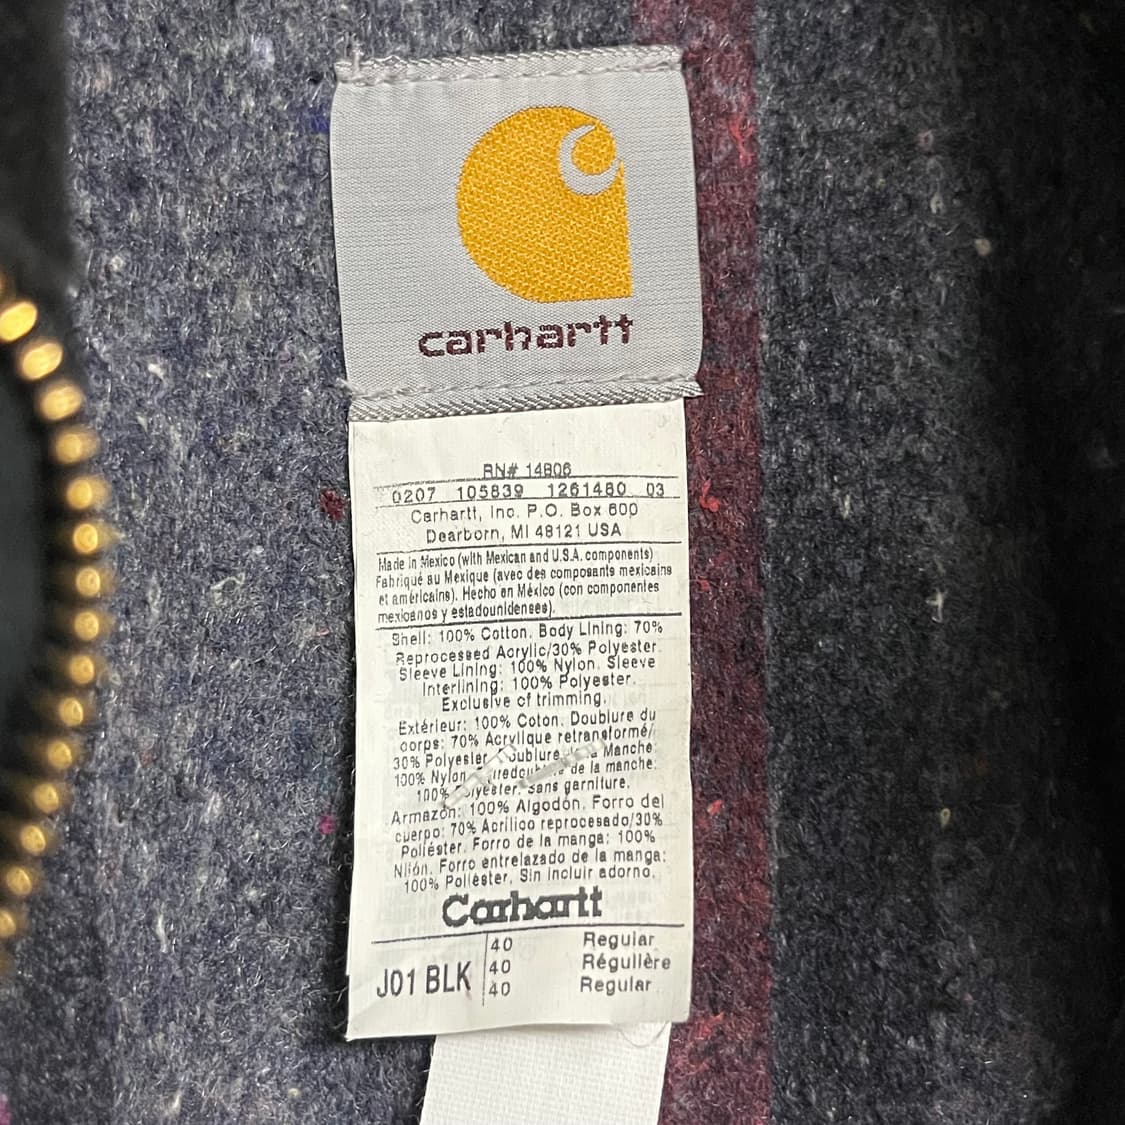 carhartt
RN# 14806
0207 105839 1261480 03
Carhartt, Inc. P.O. Box 600
Dearborn, MI 48121 USA
Made in Mexico (with Mexican and U.S.A. components)
Fabriqué au Mexique (avec des composants mexicains
et américains). Hecho en México (con componentes
mexicanos y estadounidenses).
Shell: 100% Cotton. Body Lining: 70%
Reprocessed Acrylic/30% Polyester.
Sleeve Lining: 100% Nylon. Sleeve
Interlining: 100% Polyester.
Exclusive of trimming.
Extérieur: 100% Coton. Doublure du
corps: 70% Acrylique retransformé/
30% Polyester Manche:
100% Nylon de la manche:
100% sans garniture.
Armazón: 100% Algodón. Forro del
cuerpo: 70% Acrílico reprocesado/30%
Poliéster. Forro de la manga: 100%
Nilón. Forro entrelazado de la manga:
100% Poliéster. Sin incluir adorno.
Carhartt
J01 BLK
40 Regular
40 Régulière
40 Regular